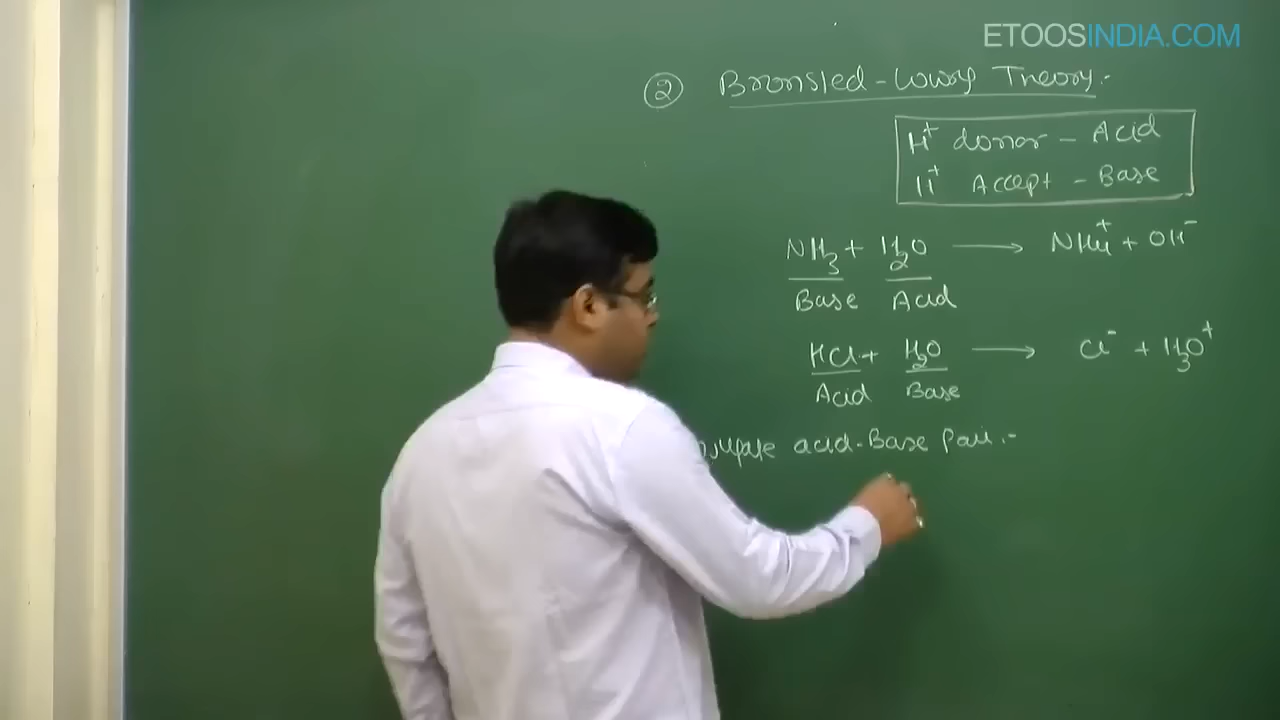 ETOOSINDIA.COM
② Bronsted-Lowry Theory:-
H⁺ donor - Acid
H⁺ Accept - Base
NH₃ + H₂O ⟶ NH₄⁺ + OH⁻
Base Acid
HCl + H₂O ⟶ Cl⁻ + H₃O⁺
Acid Base
acid-Base Pair:-